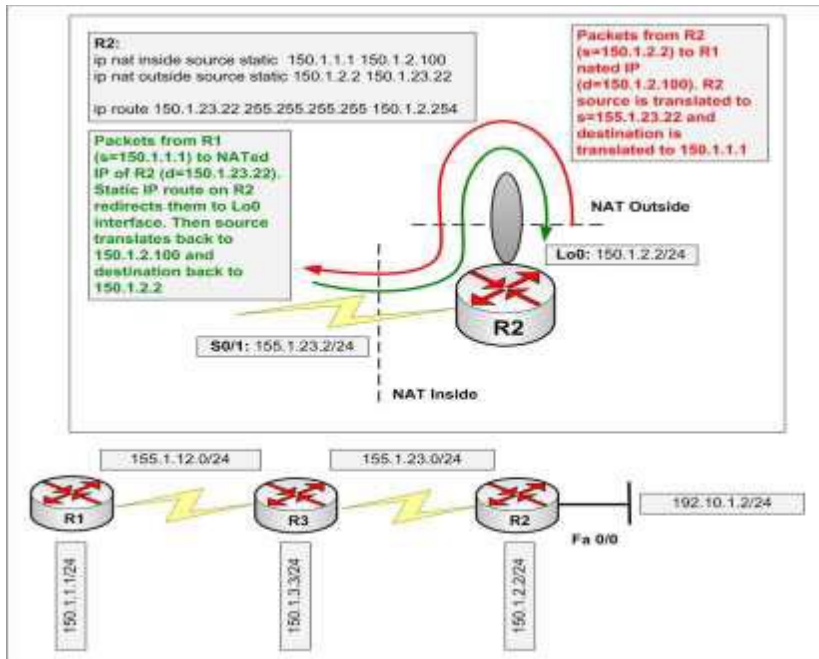 R2:
ip nat inside source static 150.1.1.1 150.1.2.100
ip nat outside source static 150.1.2.2 150.1.23.22
ip route 150.1.23.22 255.255.255.255 150.1.2.254
Packets from R2
(s=150.1.2.2) to R1
nated IP
(d=150.1.2.100). R2
source is translated to
s=155.1.23.22 and
destination is
translated to 150.1.1.1
Packets from R1
(s=150.1.1.1) to NATed
IP of R2 (d=150.1.23.22).
Static IP route on R2
redirects them to Lo0
interface. Then source
translates back to
150.1.2.100 and
destination back to
150.1.2.2
NAT Outside
Lo0: 150.1.2.2/24
R2
S0/1: 155.1.23.2/24
NAT Inside
155.1.12.0/24
155.1.23.0/24
R1
R3
R2
192.10.1.2/24
Fa 0/0
150.1.1.1/24
150.1.3.3/24
150.1.2.2/24